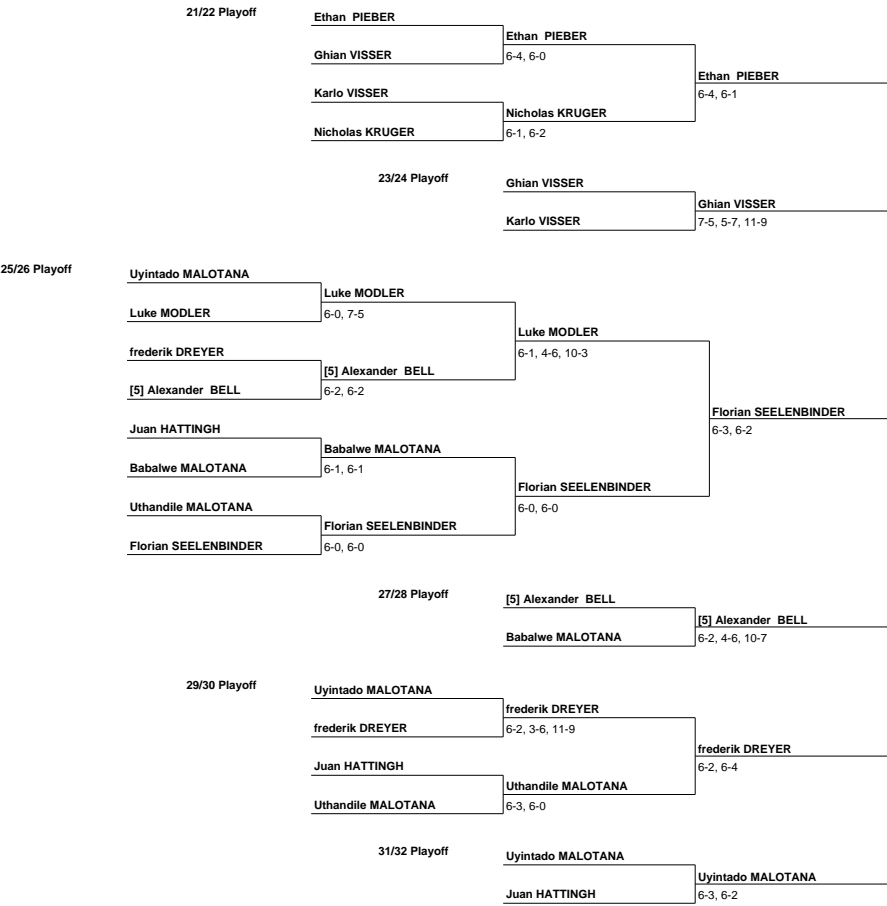 21/22 Playoff
Ethan  PIEBER
Ethan  PIEBER
Ghian VISSER
6-4, 6-0
Ethan  PIEBER
Karlo VISSER
6-4, 6-1
Nicholas KRUGER
Nicholas KRUGER
6-1, 6-2
23/24 Playoff
Ghian VISSER
Ghian VISSER
Karlo VISSER
7-5, 5-7, 11-9
25/26 Playoff
Uyintado MALOTANA
Luke MODLER
Luke MODLER
6-0, 7-5
Luke MODLER
frederik DREYER
6-1, 4-6, 10-3
[5] Alexander  BELL
[5] Alexander  BELL
6-2, 6-2
Florian SEELENBINDER
Juan HATTINGH
6-3, 6-2
Babalwe MALOTANA
Babalwe MALOTANA
6-1, 6-1
Florian SEELENBINDER
Uthandile MALOTANA
6-0, 6-0
Florian SEELENBINDER
Florian SEELENBINDER
6-0, 6-0
27/28 Playoff
[5] Alexander  BELL
[5] Alexander  BELL
Babalwe MALOTANA
6-2, 4-6, 10-7
29/30 Playoff
Uyintado MALOTANA
frederik DREYER
frederik DREYER
6-2, 3-6, 11-9
frederik DREYER
Juan HATTINGH
6-2, 6-4
Uthandile MALOTANA
Uthandile MALOTANA
6-3, 6-0
31/32 Playoff
Uyintado MALOTANA
Uyintado MALOTANA
Juan HATTINGH
6-3, 6-2